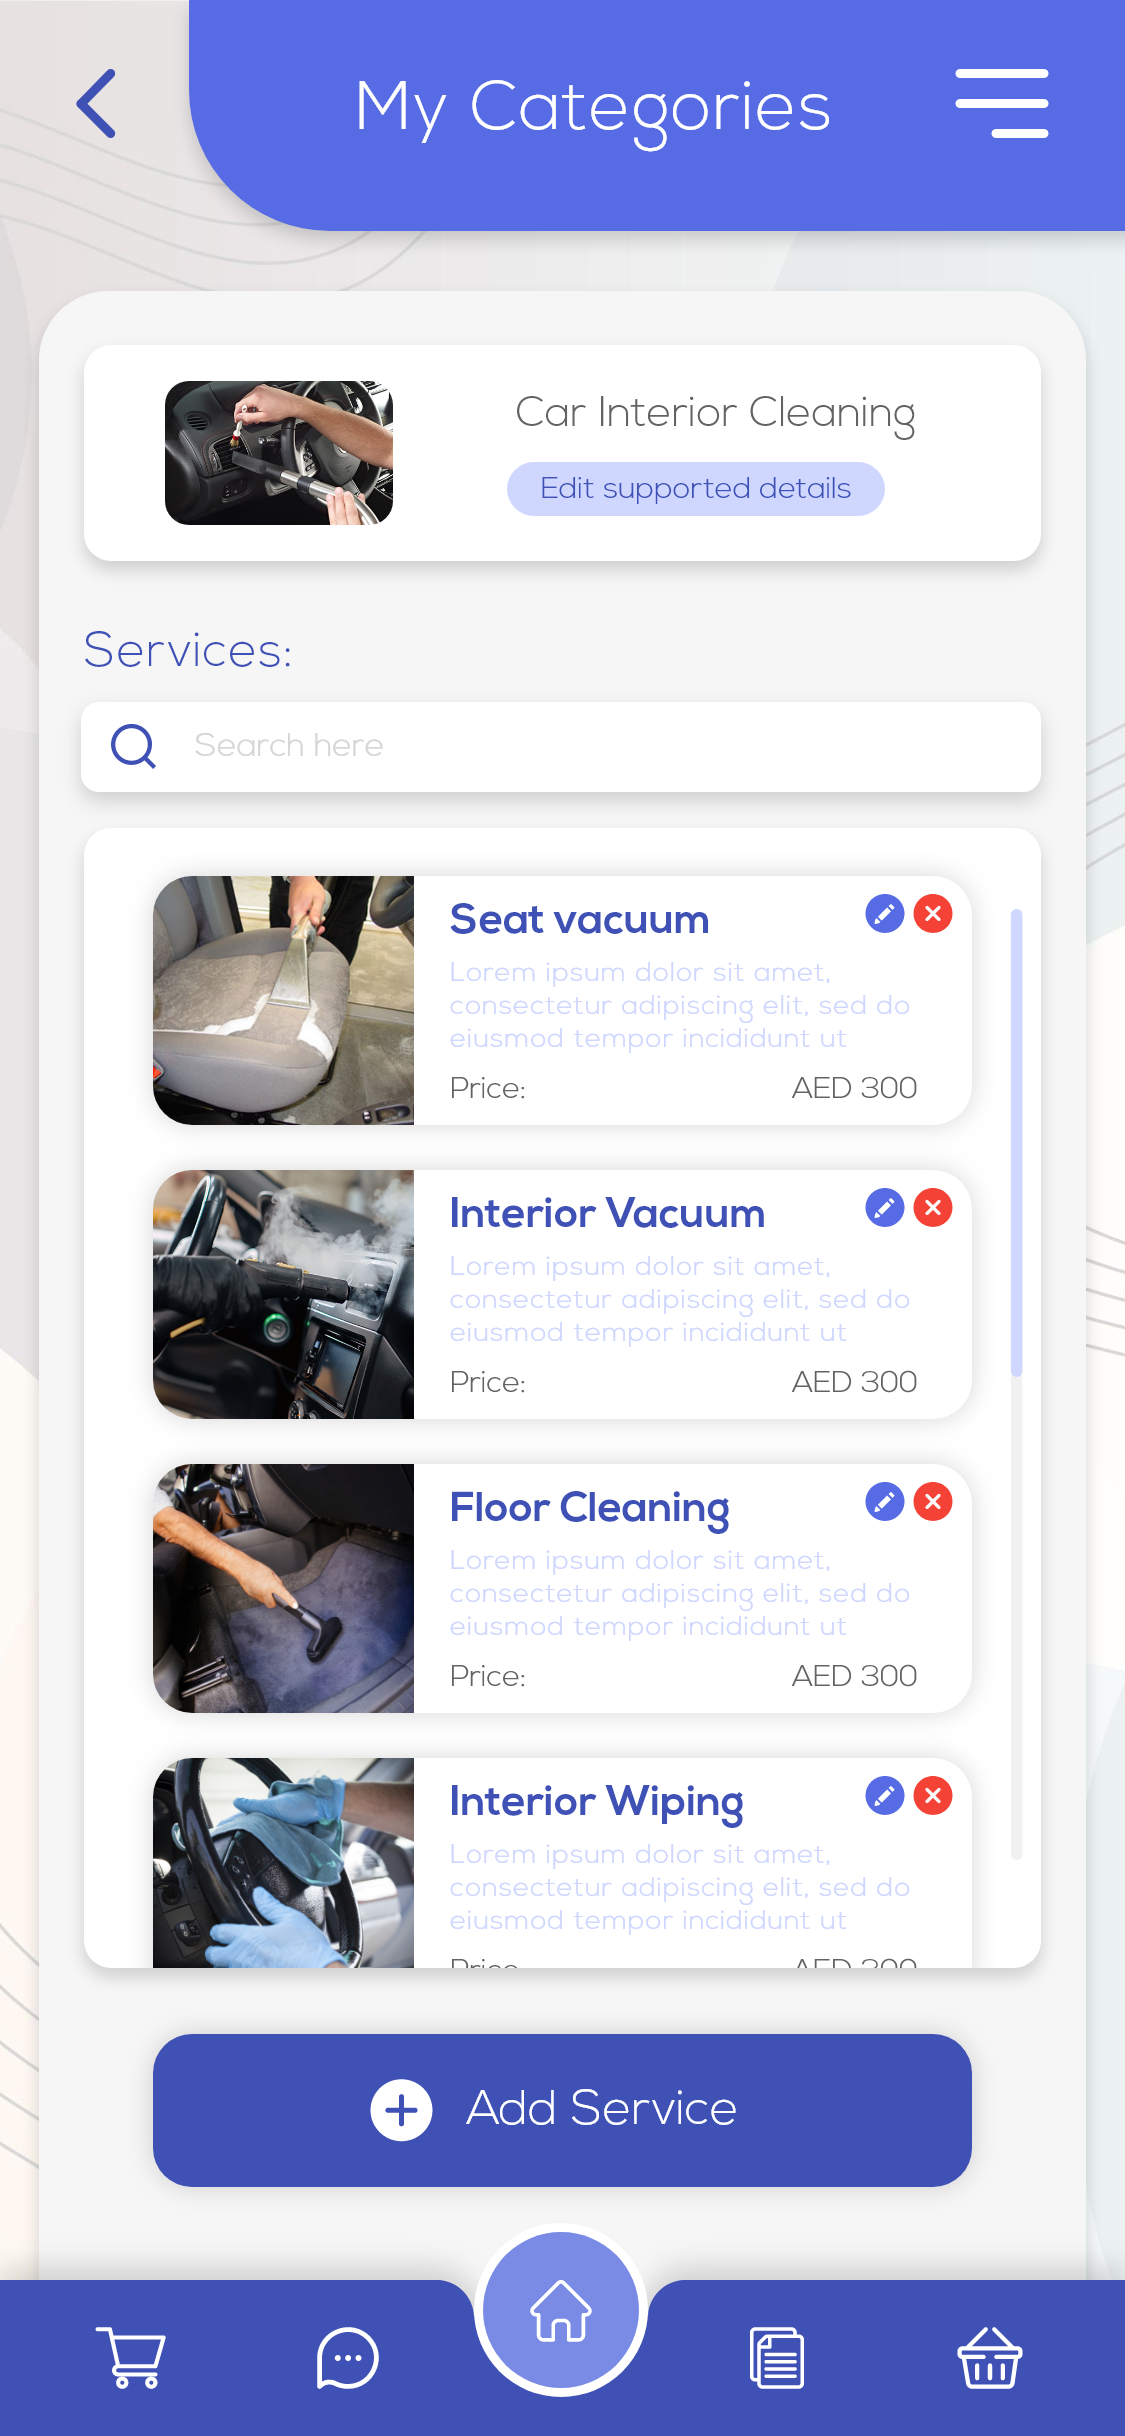 My Categories
Car Interior Cleaning
Edit supported details
Services:
Search here
Seat vacuum
Lorem ipsum dolor sit amet,
consectetur adipiscing elit, sed do
eiusmod tempor incididunt ut
Price: AED 300
Interior Vacuum
Lorem ipsum dolor sit amet,
consectetur adipiscing elit, sed do
eiusmod tempor incididunt ut
Price: AED 300
Floor Cleaning
Lorem ipsum dolor sit amet,
consectetur adipiscing elit, sed do
eiusmod tempor incididunt ut
Price: AED 300
Interior Wiping
Lorem ipsum dolor sit amet,
consectetur adipiscing elit, sed do
eiusmod tempor incididunt ut
Price: AED 300
Add Service